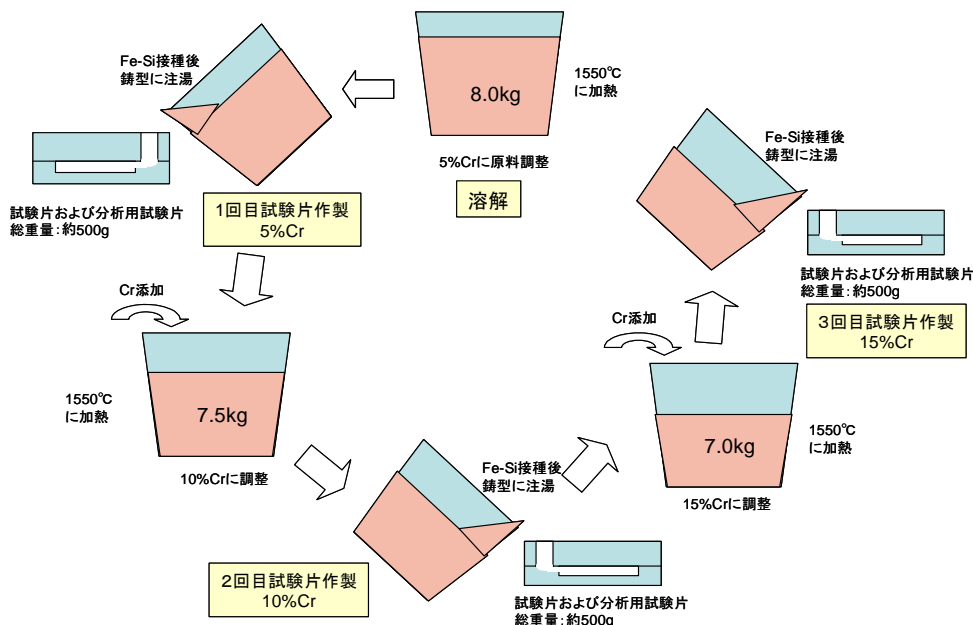 8.0kg
1550℃
に加熱
5%Crに原料調整
溶解
Fe-Si接種後
鋳型に注湯
試験片および分析用試験片
総重量：約500g
1回目試験片作製
5%Cr
Cr添加
1550℃
に加熱
7.5kg
10%Crに調整
Fe-Si接種後
鋳型に注湯
2回目試験片作製
10%Cr
試験片および分析用試験片
総重量：約500g
Cr添加
7.0kg
1550℃
に加熱
15%Crに調整
Fe-Si接種後
鋳型に注湯
試験片および分析用試験片
総重量：約500g
3回目試験片作製
15%Cr